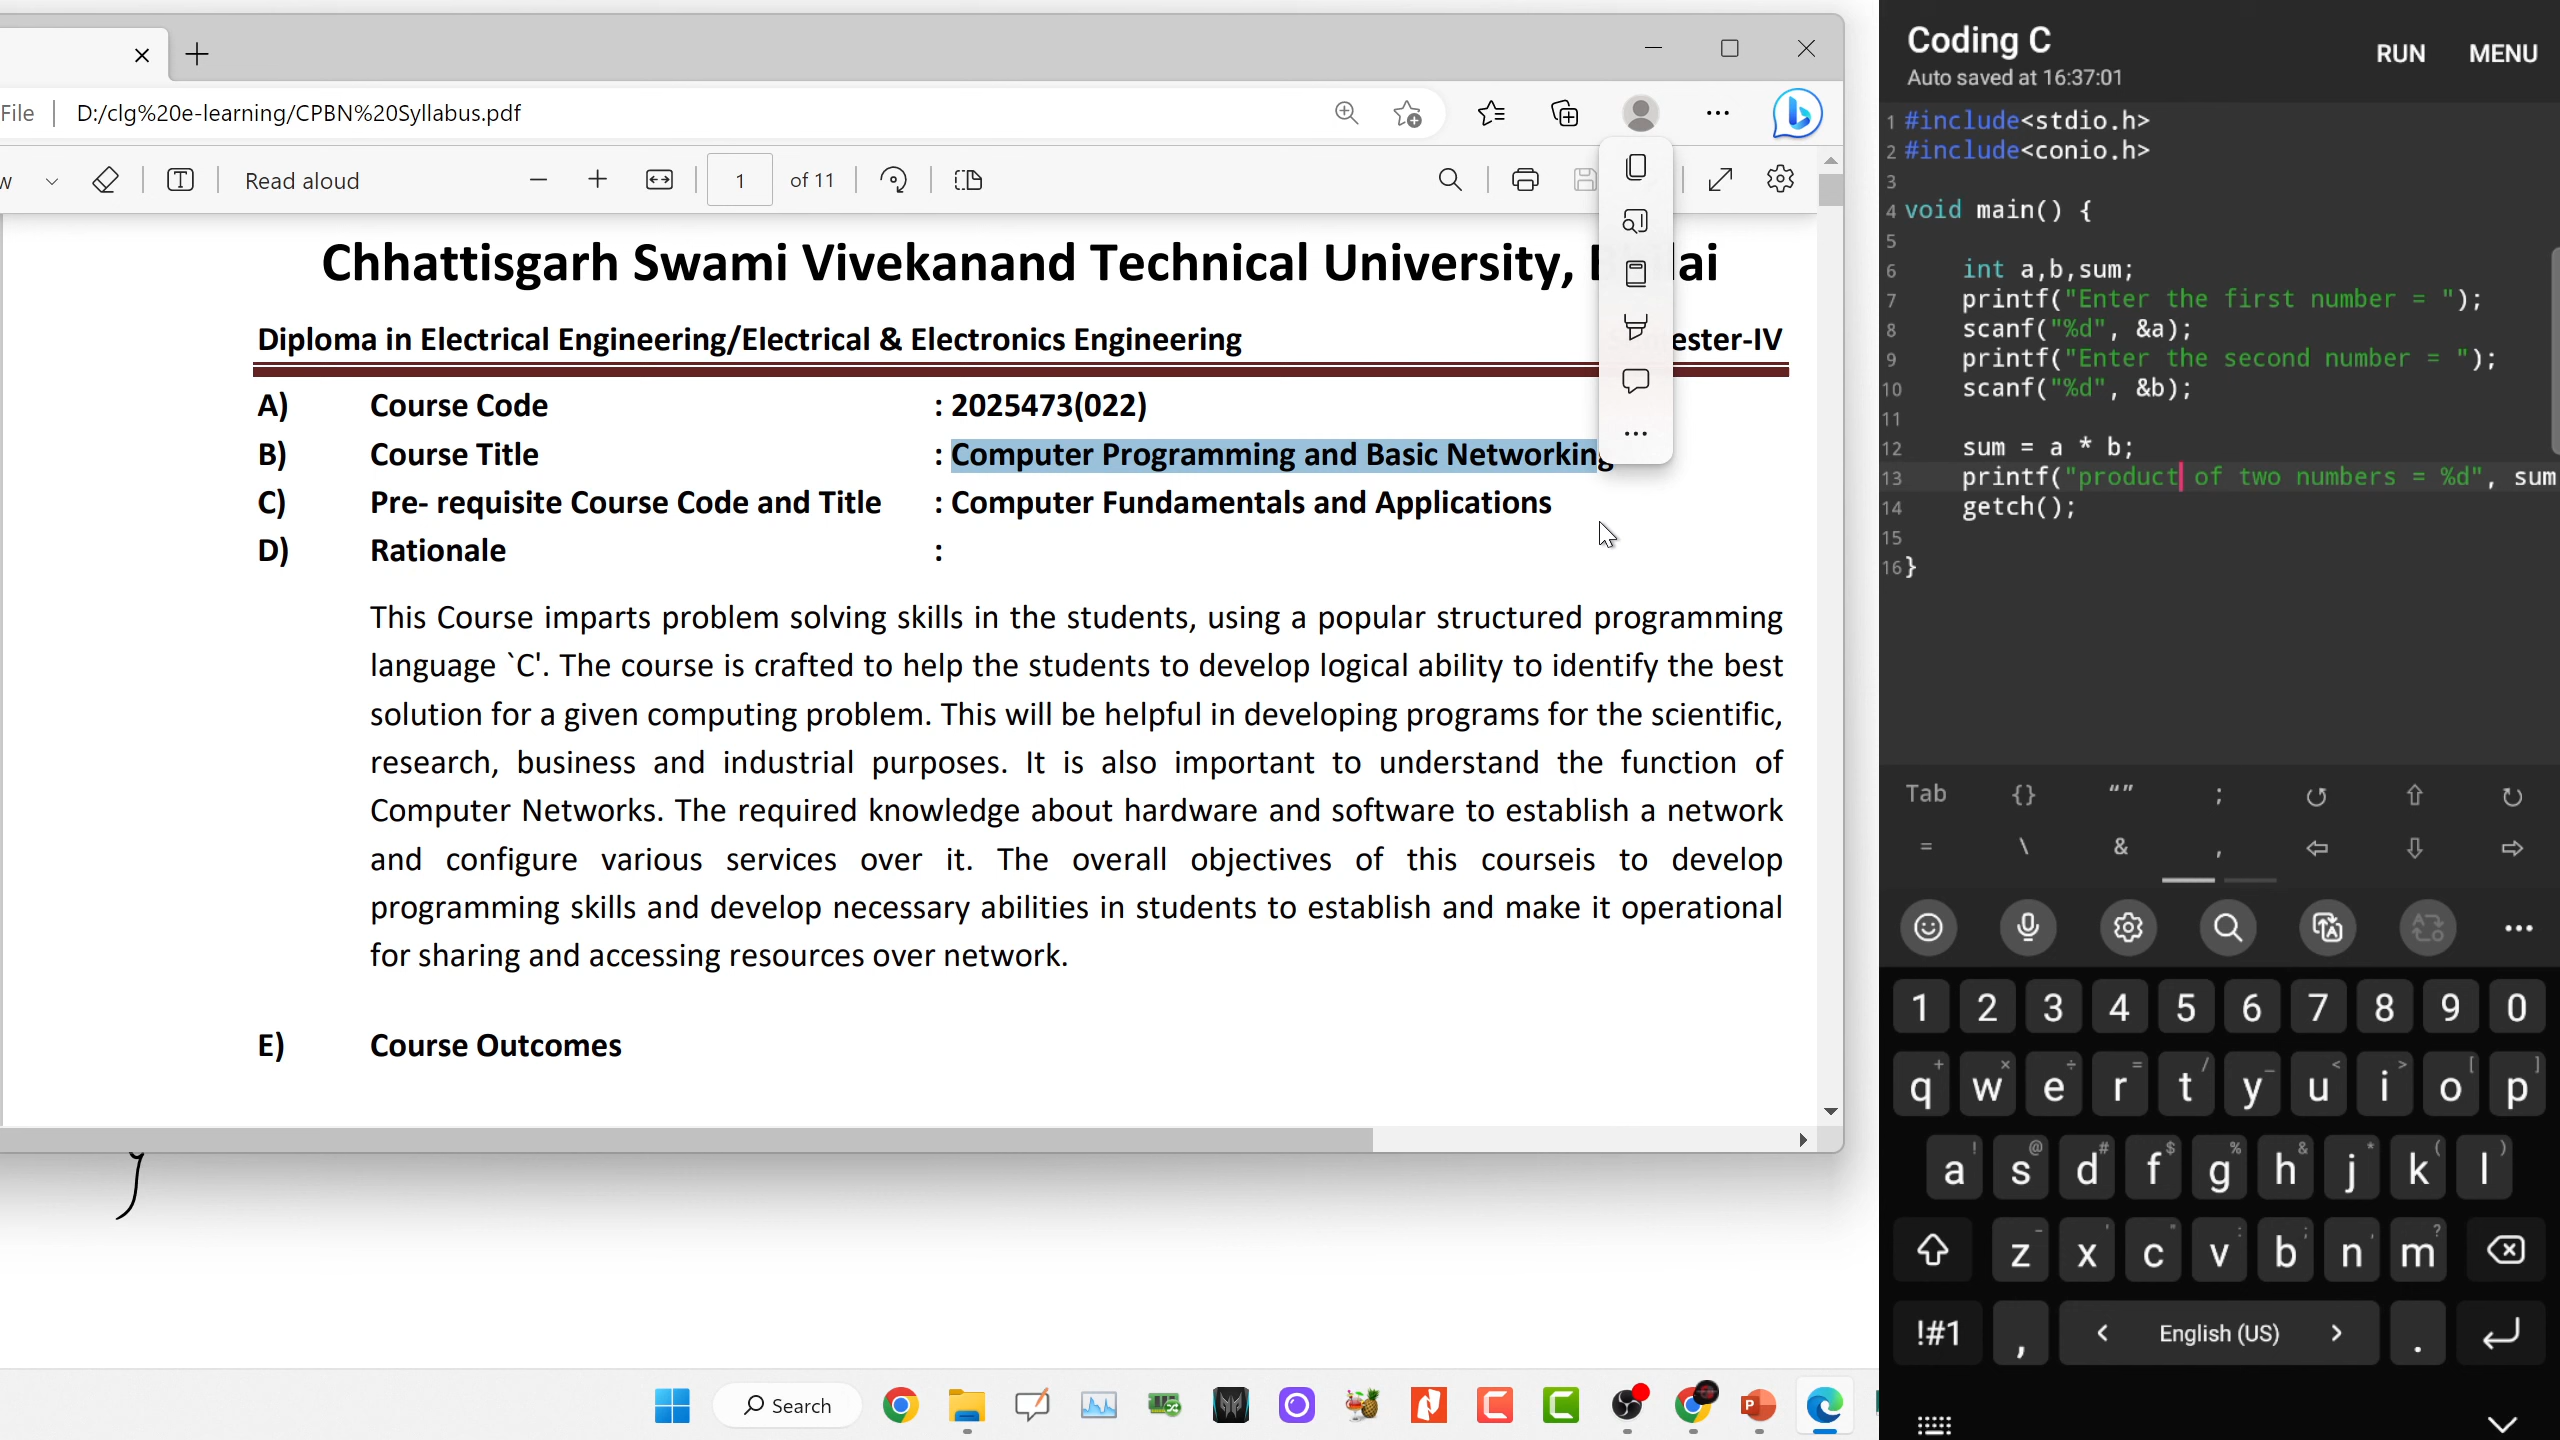 File D:/clg%20e-learning/CPBN%20Syllabus.pdf
Read aloud 1 of 11
Chhattisgarh Swami Vivekanand Technical University,
Diploma in Electrical Engineering/Electrical & Electronics Engineering ester-IV
A) Course Code : 2025473(022)
B) Course Title : Computer Programming and Basic Networking
C) Pre- requisite Course Code and Title : Computer Fundamentals and Applications
D) Rationale :
This Course imparts problem solving skills in the students, using a popular structured programming
language `C'. The course is crafted to help the students to develop logical ability to identify the best
solution for a given computing problem. This will be helpful in developing programs for the scientific,
research, business and industrial purposes. It is also important to understand the function of
Computer Networks. The required knowledge about hardware and software to establish a network
and configure various services over it. The overall objectives of this courseis to develop
programming skills and develop necessary abilities in students to establish and make it operational
for sharing and accessing resources over network.
E) Course Outcomes
Search
Coding C
Auto saved at 16:37:01
RUN MENU
1 #include<stdio.h>
2 #include<conio.h>
3
4 void main() {
5
6 int a,b,sum;
7 printf("Enter the first number = ");
8 scanf("%d", &a);
9 printf("Enter the second number = ");
10 scanf("%d", &b);
11
12 sum = a * b;
13 printf("product of two numbers = %d", sum
14 getch();
15
16 }
Tab {} “” ;
= \ & ,
1 2 3 4 5 6 7 8 9 0
q w e r t y u i o p
a s d f g h j k l
z x c v b n m
!#1 , < English (US) > .